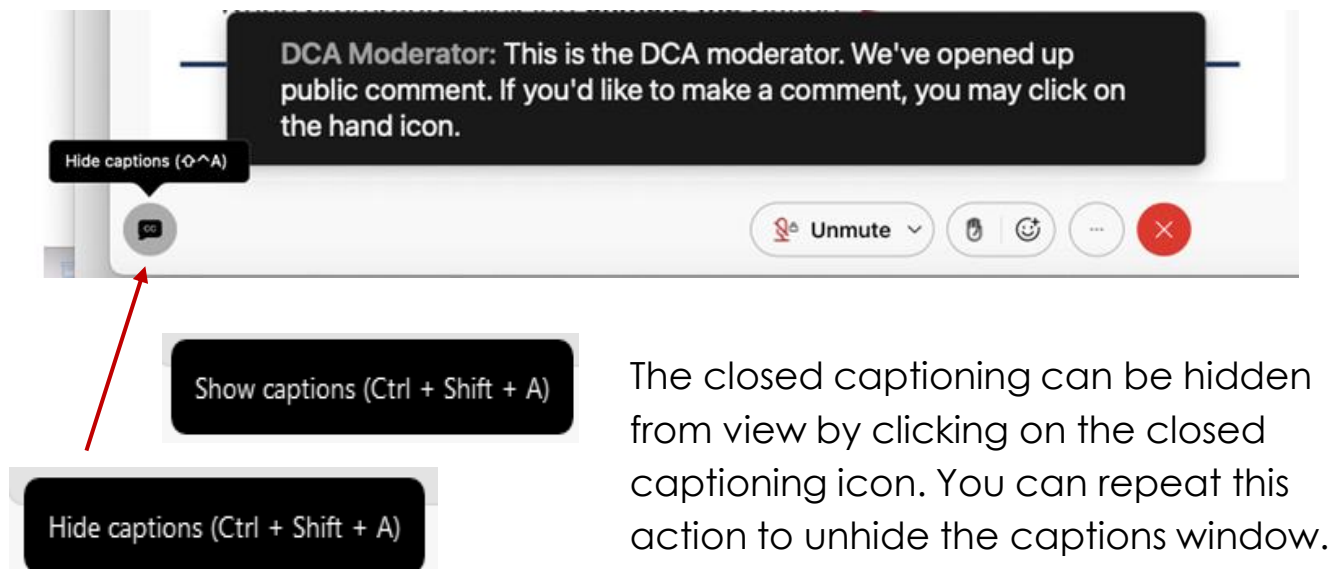 DCA Moderator: This is the DCA moderator. We've opened up
public comment. If you'd like to make a comment, you may click on
the hand icon.
Hide captions (⇧^A)
CC
Unmute
Show captions (Ctrl + Shift + A)
Hide captions (Ctrl + Shift + A)
The closed captioning can be hidden
from view by clicking on the closed
captioning icon. You can repeat this
action to unhide the captions window.